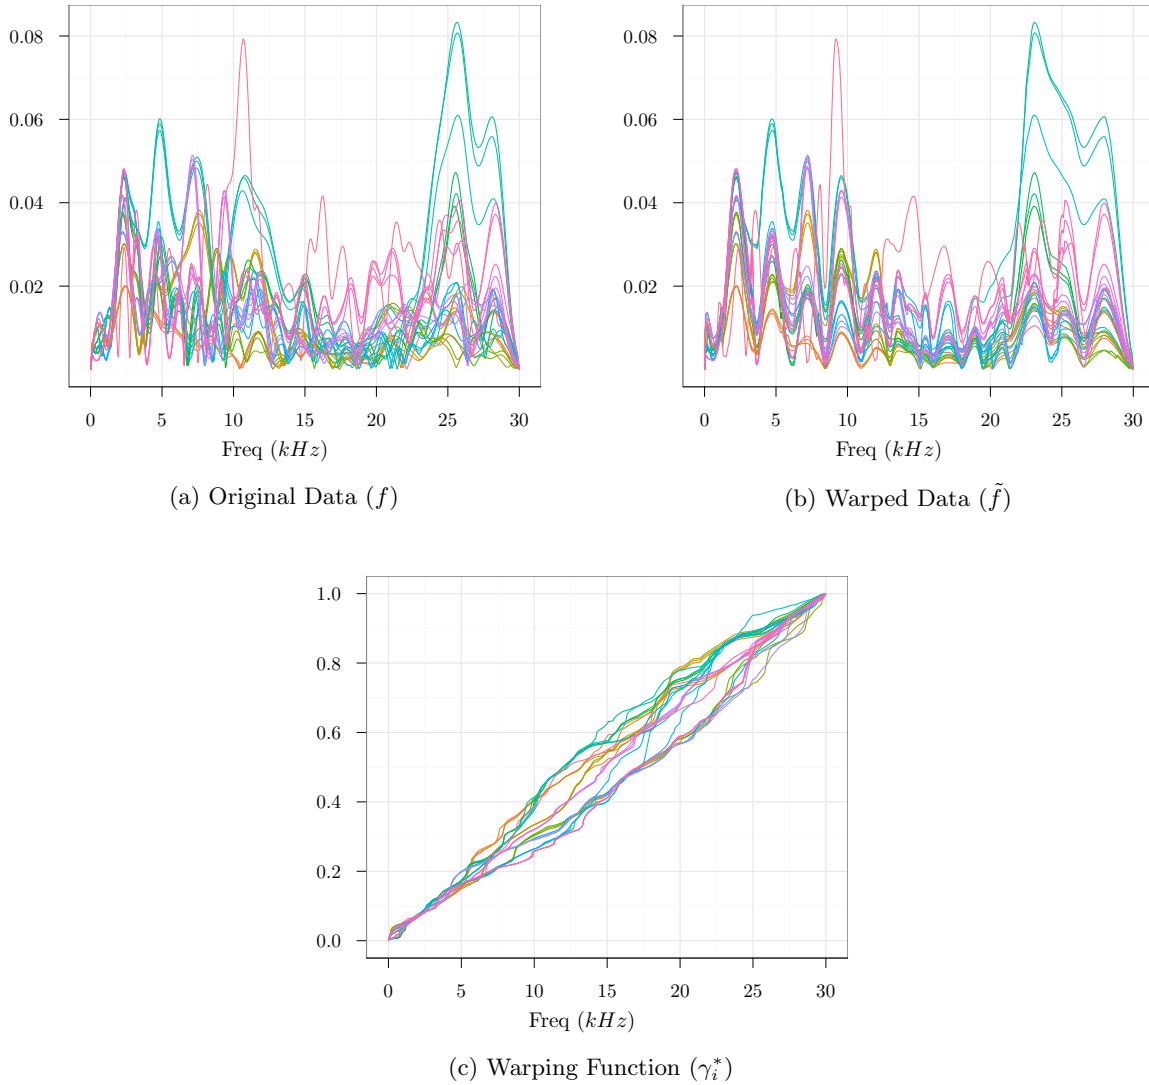 0.08
0.06
0.04
0.02
0 5 10 15 20 25 30
Freq (kHz)
(a) Original Data (f)
0.08
0.06
0.04
0.02
0 5 10 15 20 25 30
Freq (kHz)
(b) Warped Data (f̃)
1.0
0.8
0.6
0.4
0.2
0.0
0 5 10 15 20 25 30
Freq (kHz)
(c) Warping Function (γ*i)